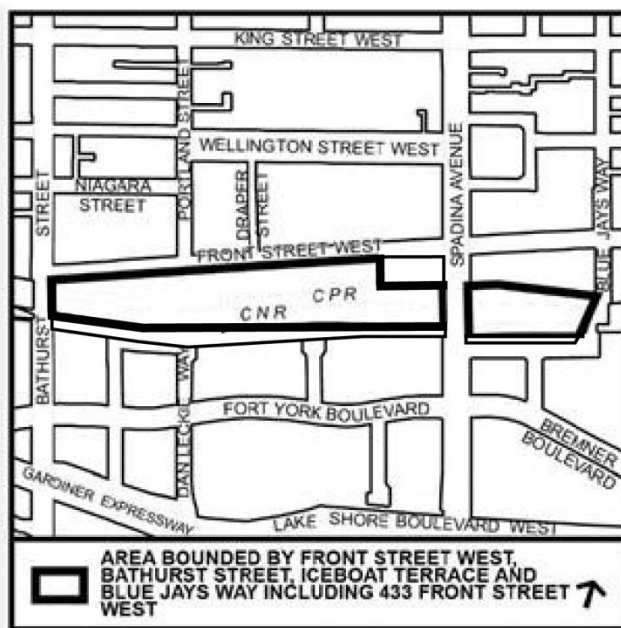 KING STREET WEST
PORTLAND STREET
WELLINGTON STREET WEST
SPADINA AVENUE
NIAGARA
STREET
DRAPER
STREET
BLUE JAYS WAY
STREET
FRONT STREET WEST
CPR
CNR
BATHURST
DAN LECKIE WAY
FORT YORK BOULEVARD
BREMNER
BOULEVARD
GARDINER EXPRESSWAY
LAKE SHORE BOULEVARD WEST
AREA BOUNDED BY FRONT STREET WEST,
BATHURST STREET, ICEBOAT TERRACE AND
BLUE JAYS WAY INCLUDING 433 FRONT STREET
WEST